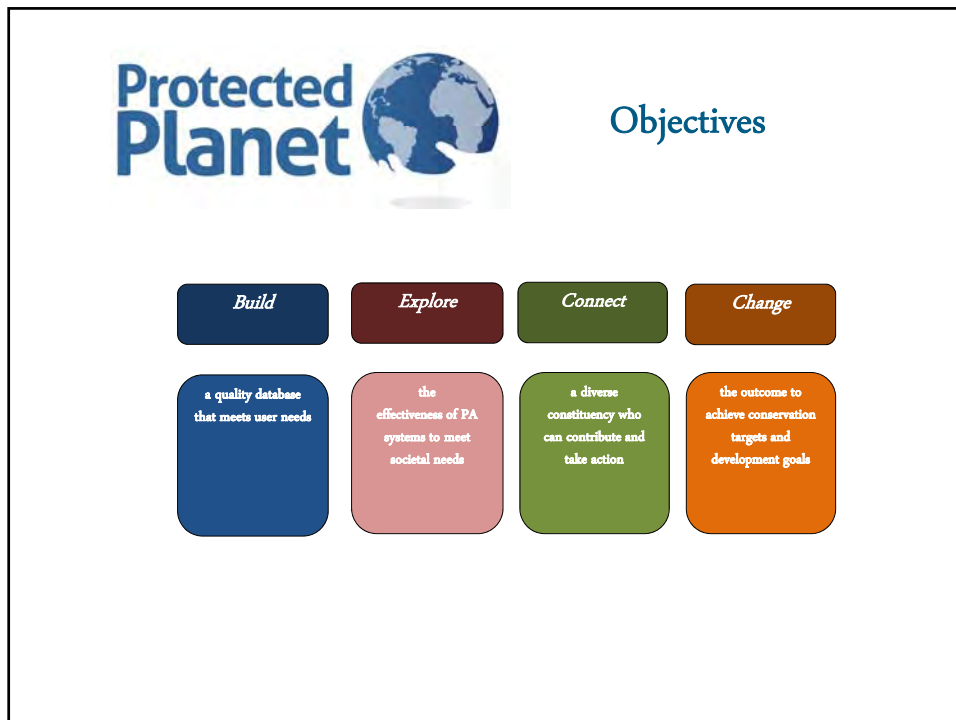 Protected
Planet
Objectives
Build
Explore
Connect
Change
a quality database
that meets user needs
the
effectiveness of PA
systems to meet
societal needs
a diverse
constituency who
can contribute and
take action
the outcome to
achieve conservation
targets and
development goals